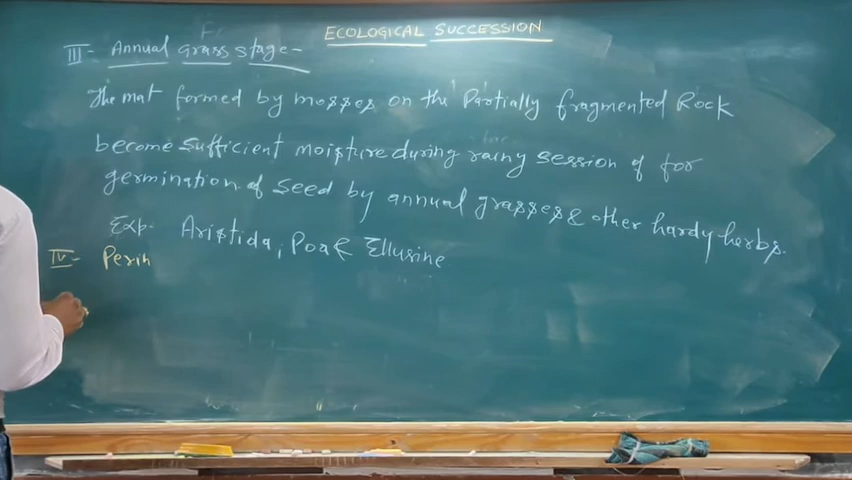 ECOLOGICAL SUCCESSION
III- Annual grass stage-
The mat formed by mosses on the Partially fragmented Rock
become sufficient moisture during rainy session of for
germination of seed by annual grasses & other hardy herbs.
Exp. Aristida, Poa & Ellusine
IV- Perin